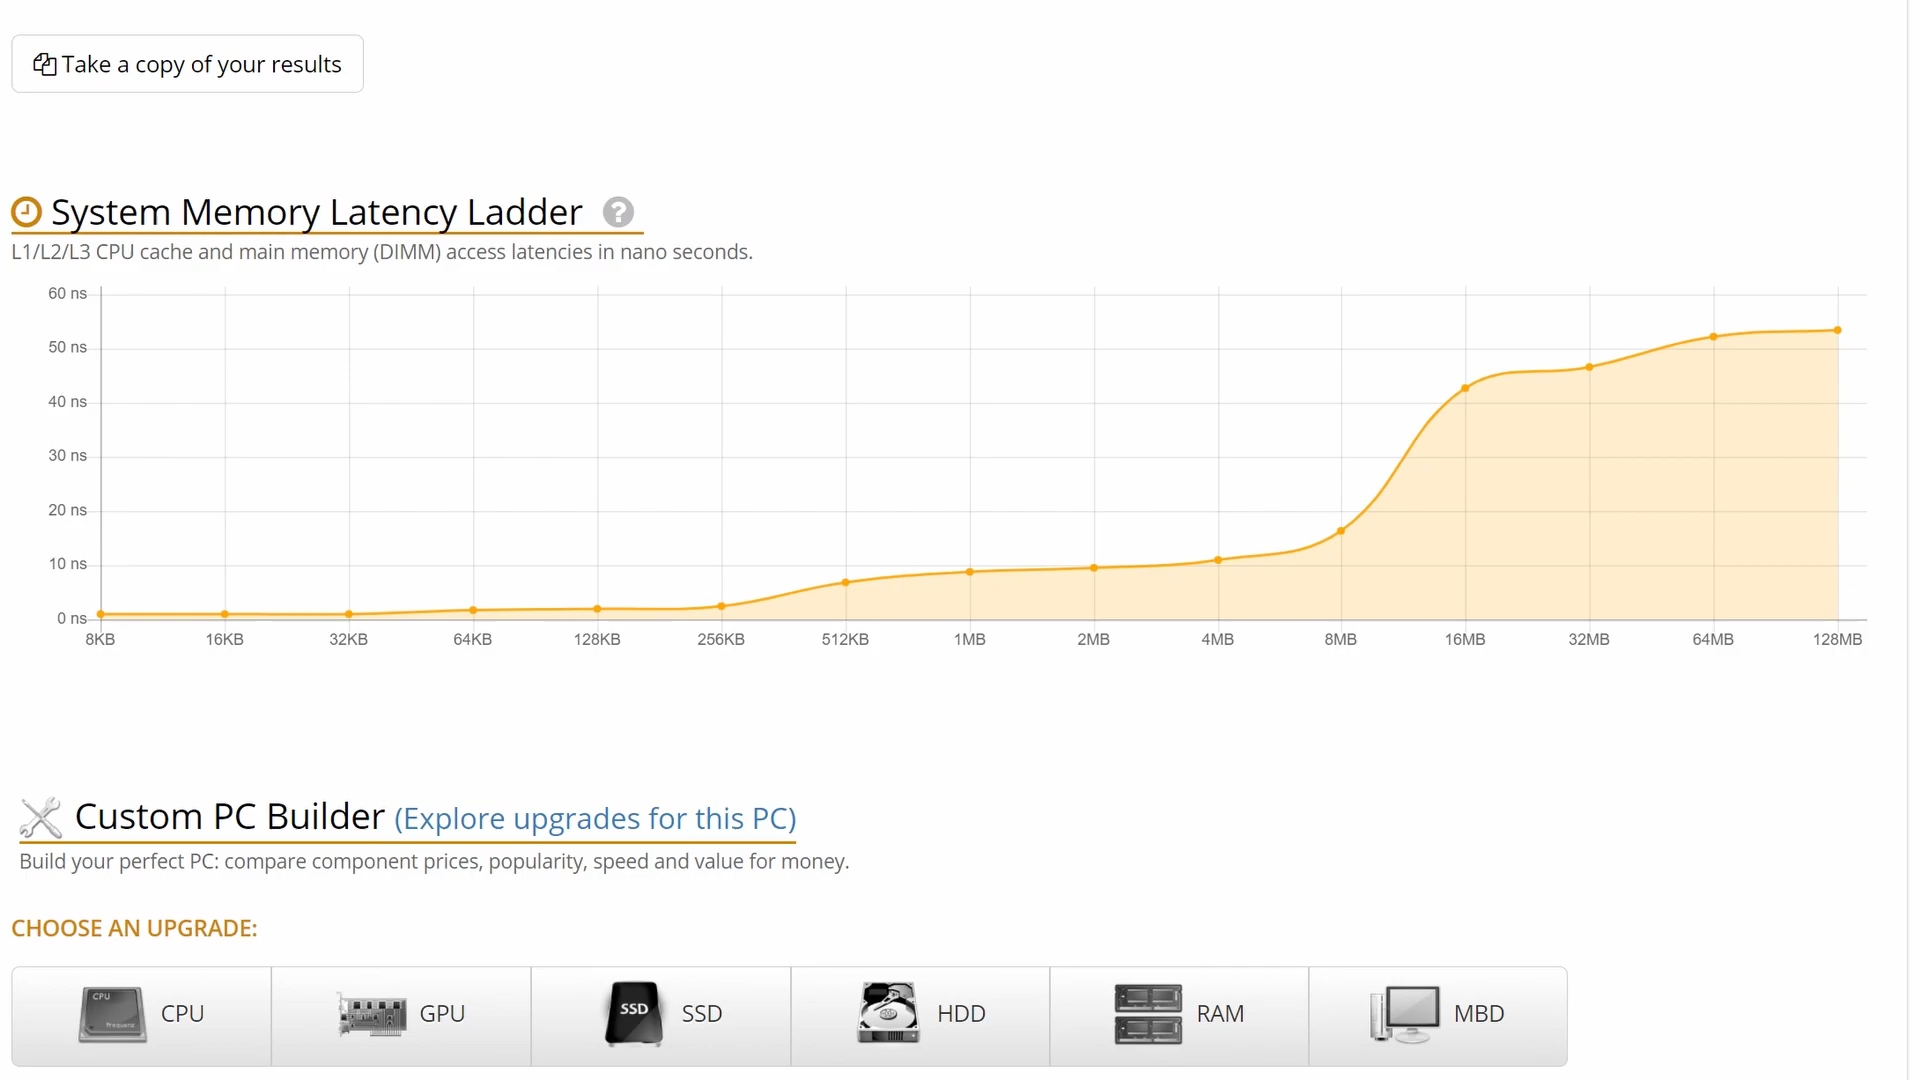 Take a copy of your results
System Memory Latency Ladder ?
L1/L2/L3 CPU cache and main memory (DIMM) access latencies in nano seconds.
60 ns
50 ns
40 ns
30 ns
20 ns
10 ns
0 ns
8KB 16KB 32KB 64KB 128KB 256KB 512KB 1MB 2MB 4MB 8MB 16MB 32MB 64MB 128MB
Custom PC Builder (Explore upgrades for this PC)
Build your perfect PC: compare component prices, popularity, speed and value for money.
CHOOSE AN UPGRADE:
CPU GPU SSD SSD HDD RAM MBD
CPU